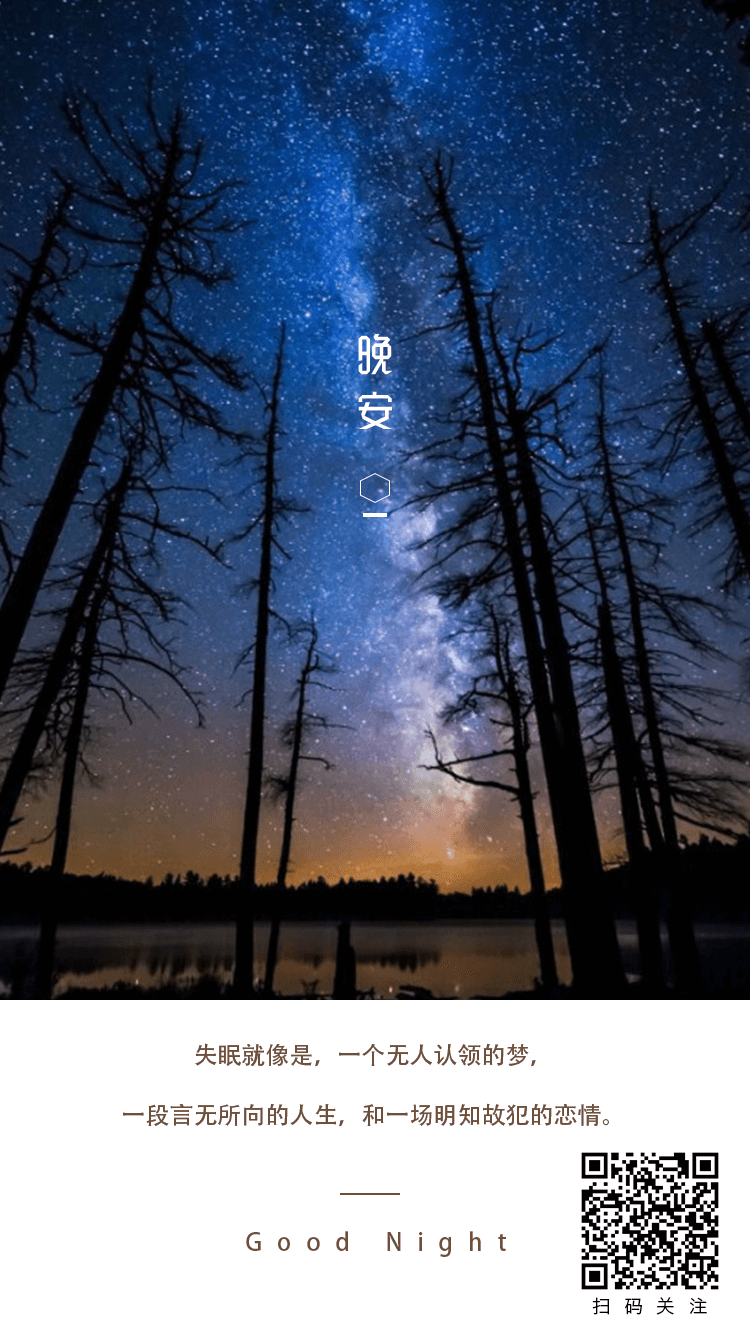 晚
安
失眠就像是，一个无人认领的梦，
一段言无所向的人生，和一场明知故犯的恋情。
Good Night
扫码关注